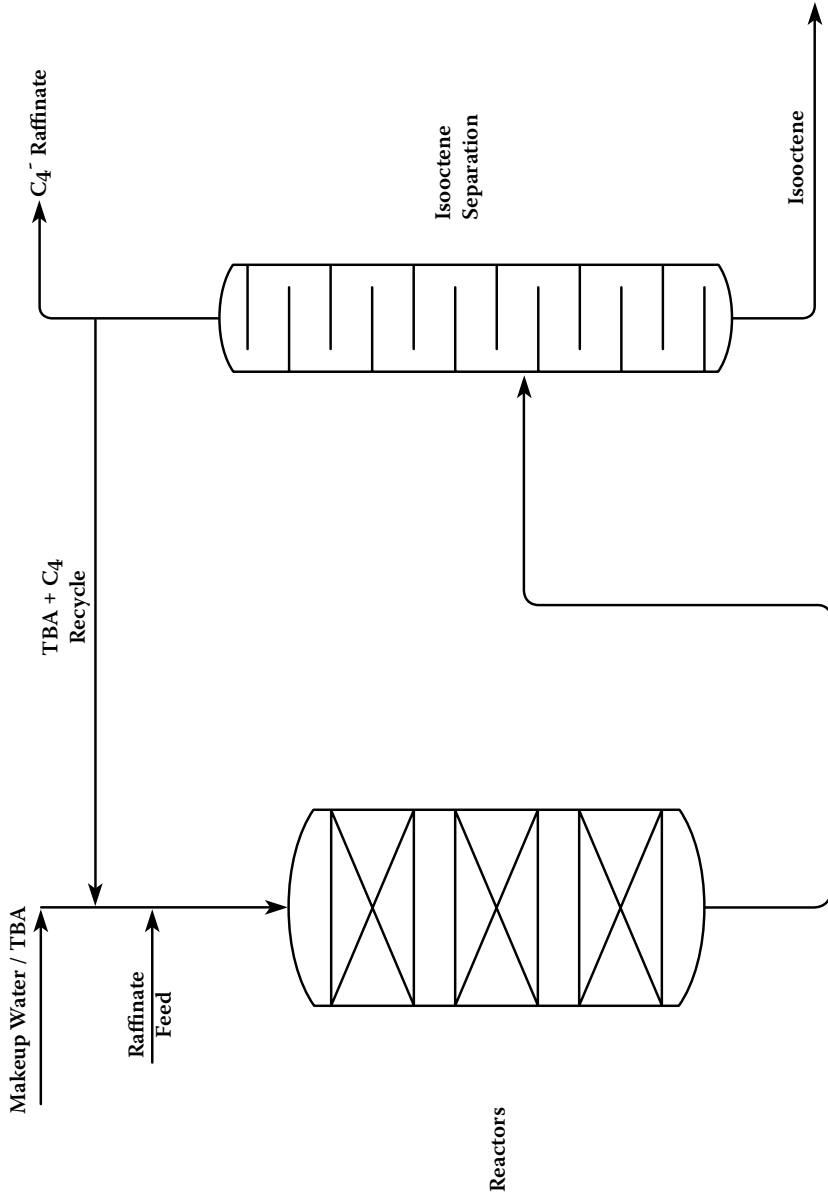 Makeup Water / TBA
Raffinate
Feed
Reactors
TBA + C4
Recycle
C4- Raffinate
Isooctene
Separation
Isooctene